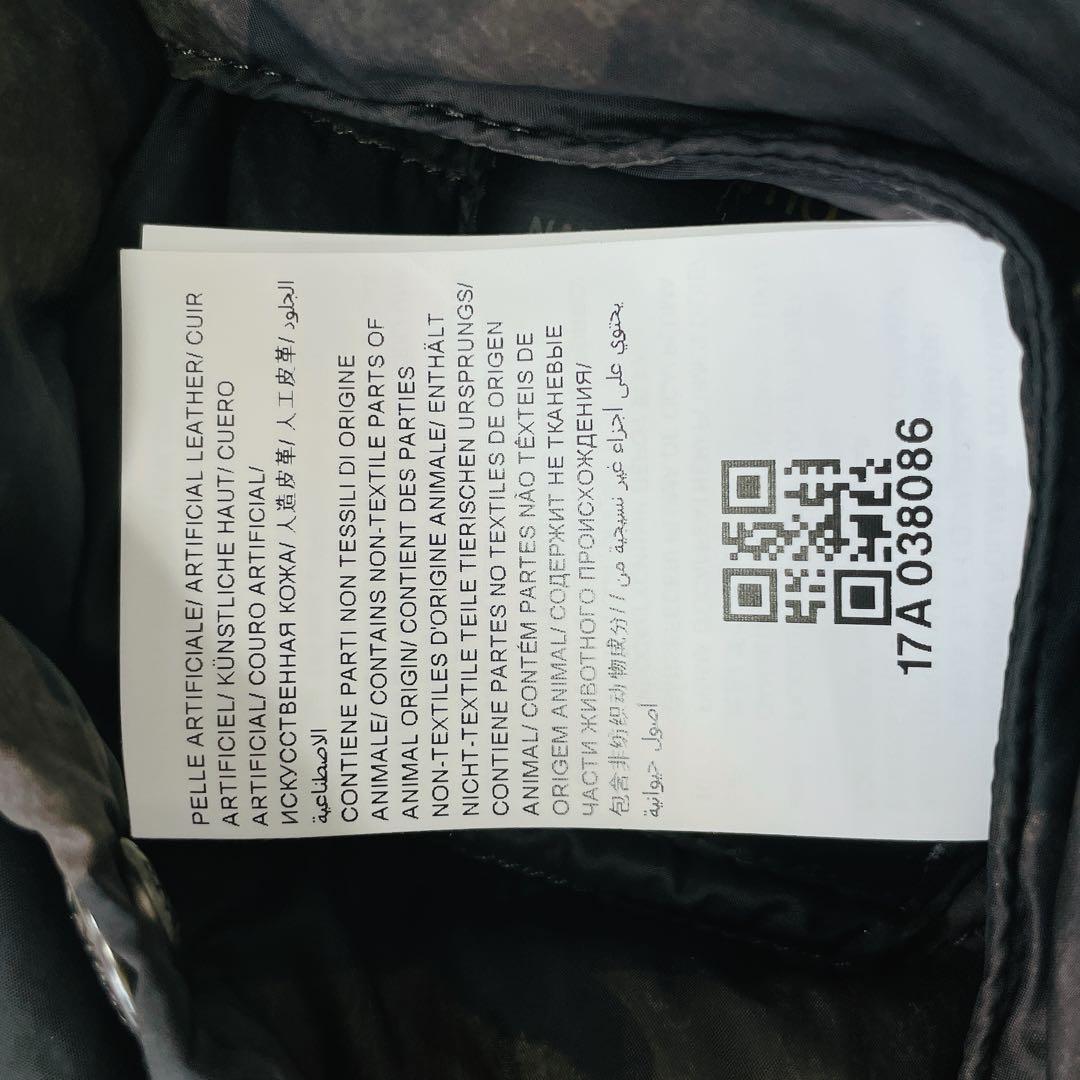 PELLE ARTIFICIALE/ ARTIFICIAL LEATHER/ CUIR
ARTIFICIEL/ KÜNSTLICHE HAUT/ CUERO
ARTIFICIAL/ COURO ARTIFICIAL/
ИСКУССТВЕННАЯ КОЖА/ 人造皮革/ 人工皮革/ الجلود
الاصطناعية
CONTIENE PARTI NON TESSILI DI ORIGINE
ANIMALE/ CONTAINS NON-TEXTILE PARTS OF
ANIMAL ORIGIN/ CONTIENT DES PARTIES
NON-TEXTILES D'ORIGINE ANIMALE/ ENTHÄLT
NICHT-TEXTILE TEILE TIERISCHEN URSPRUNGS/
CONTIENE PARTES NO TEXTILES DE ORIGEN
ANIMAL/ CONTÉM PARTES NÃO TÊXTEIS DE
ORIGEM ANIMAL/ СОДЕРЖИТ НЕ ТКАНЕВЫЕ
ЧАСТИ ЖИВОТНОГО ПРОИСХОЖДЕНИЯ/
包含非纺织动物成分/ / يحتوي على أجزاء غير نسيجية من
أصول حيوانية
17A 038086